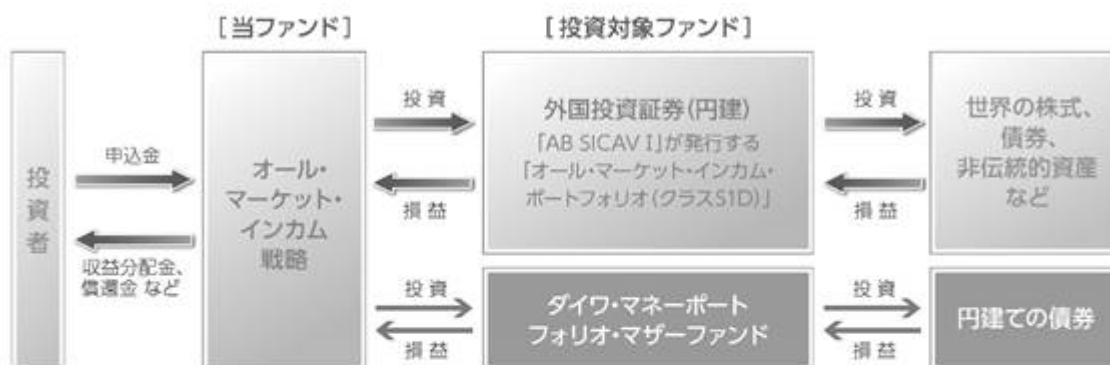 [当ファンド]
[投資対象ファンド]
投資者
申込金
収益分配金、
償還金 など
オール・
マーケット・
インカム
戦略
投資
損益
外国投資証券(円建)
「AB SICAV I」が発行する
「オール・マーケット・インカム・
ポートフォリオ(クラスS1D)」
投資
損益
世界の株式、
債券、
非伝統的資産
など
投資
損益
ダイワ・マネーポート
フォリオ・マザーファンド
投資
損益
円建ての債券